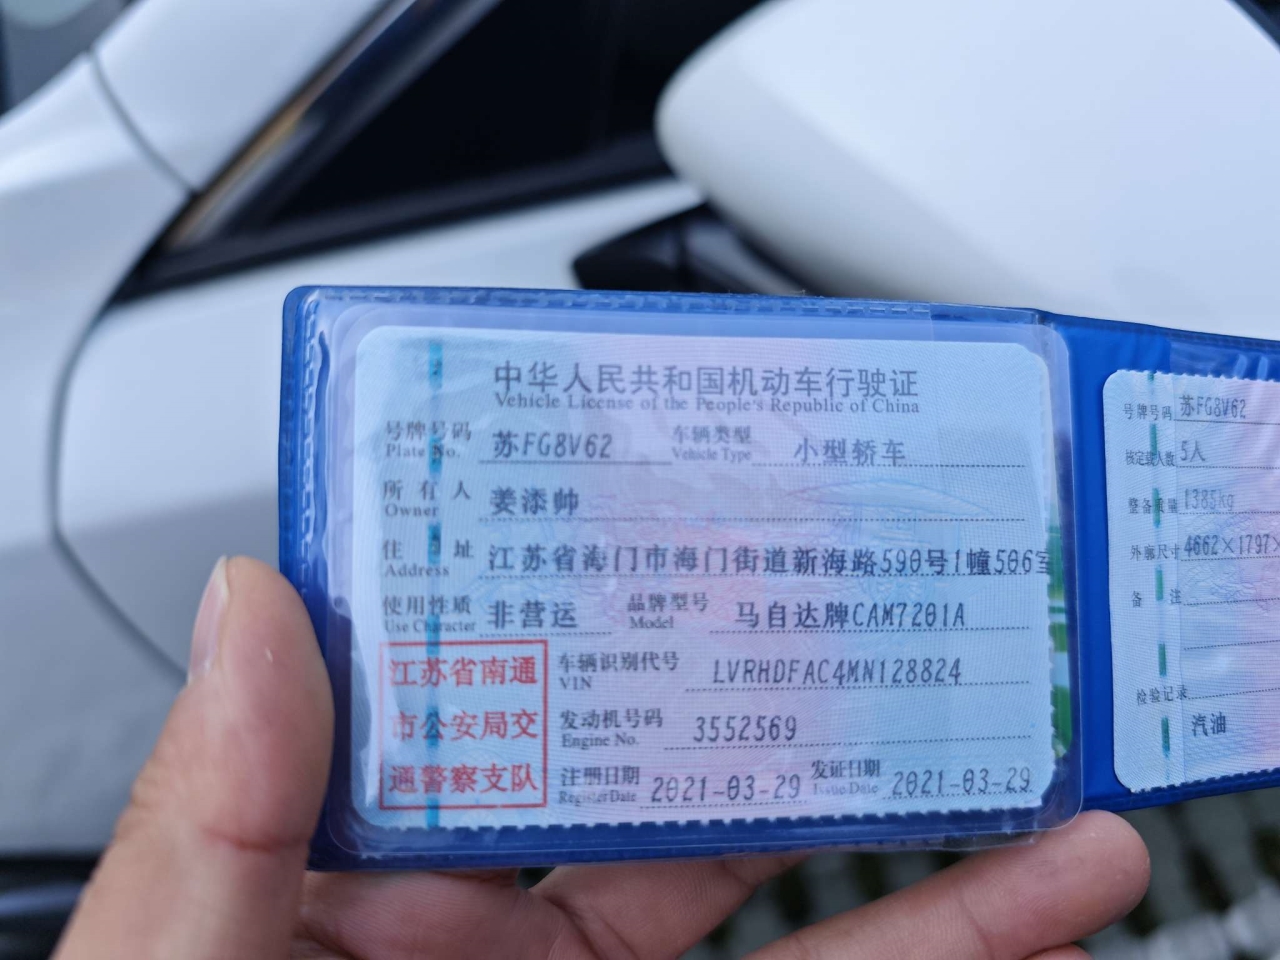 中华人民共和国机动车行驶证
Vehicle License of the People's Republic of China
号牌号码 苏FG8V62 车辆类型 小型轿车
Plate No. Vehicle Type
所有人 姜添帅
Owner
住址 江苏省海门市海门街道新海路590号1幢506室
Address
使用性质 非营运 品牌型号 马自达牌CAM7201A
Use Character Model
江苏省南通
市公安局交
通警察支队
车辆识别代号 LVRHDFAC4MN128824
VIN
发动机号码 3552569
Engine No.
注册日期 2021-03-29 发证日期 2021-03-29
Register Date Issue Date
号牌号码 苏FG8V62
核定载人数 5人
整备质量 1385kg
外廓尺寸 4662×1797×
备注
检验记录
汽油